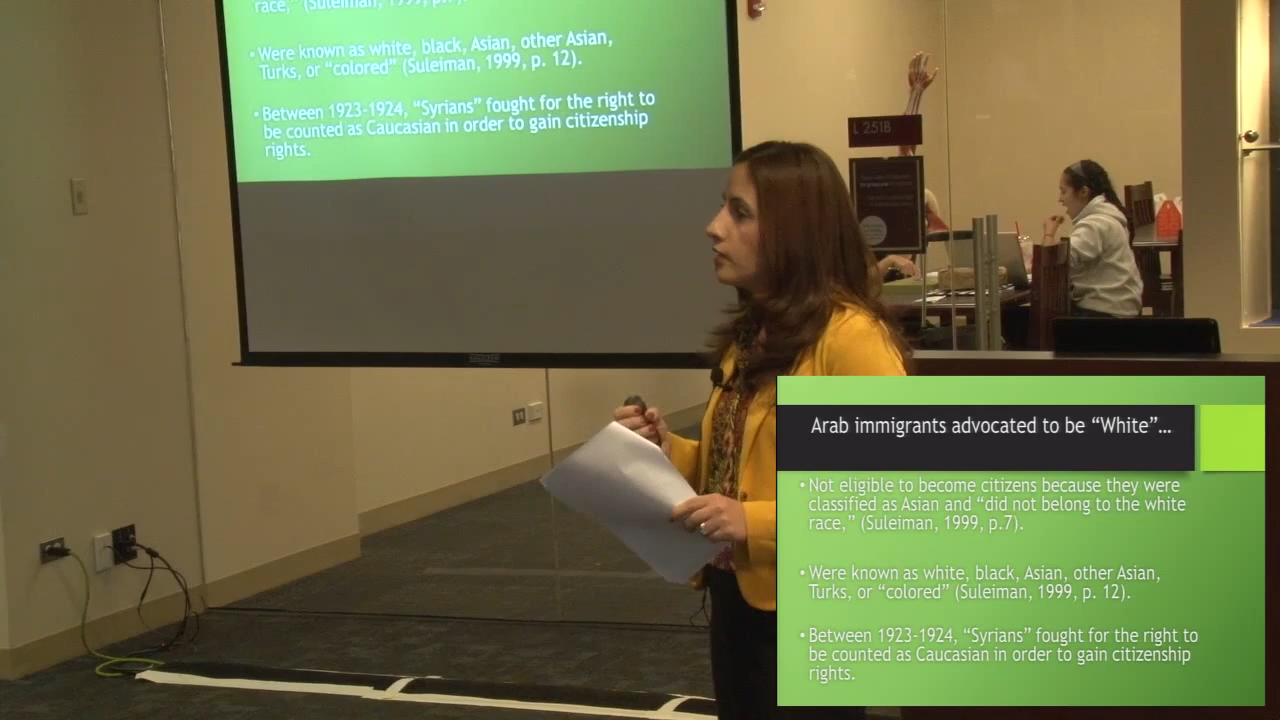 race,” (Suleiman, 1999, p.7).
• Were known as white, black, Asian, other Asian,
Turks, or “colored” (Suleiman, 1999, p. 12).
• Between 1923-1924, “Syrians” fought for the right to
be counted as Caucasian in order to gain citizenship
rights.
L 251B
Arab immigrants advocated to be “White”…
• Not eligible to become citizens because they were
classified as Asian and “did not belong to the white
race,” (Suleiman, 1999, p.7).
• Were known as white, black, Asian, other Asian,
Turks, or “colored” (Suleiman, 1999, p. 12).
• Between 1923-1924, “Syrians” fought for the right to
be counted as Caucasian in order to gain citizenship
rights.